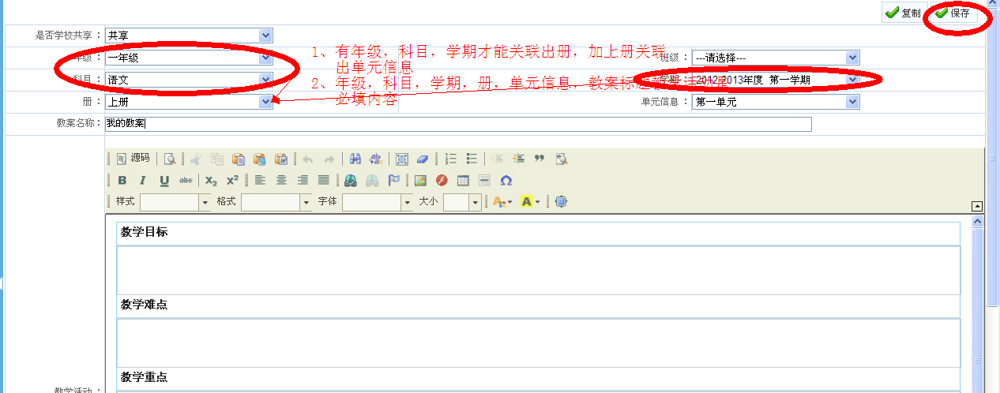 复制 保存
是否学校共享： 共享
年级： 一年级 班级： ---请选择---
科目： 语文 学期： 2012-2013年度 第一学期
1、有年级，科目，学期才能关联出册，加上册关联
出单元信息
2、年级，科目，学期，册，单元信息，教案标题
必填内容
册： 上册 单元信息： 第一单元
教案名称： 我的教案
源码
B I U abc X₂ X²
样式 格式 字体 大小 A A
教学目标
教学难点
教学重点
教学活动：